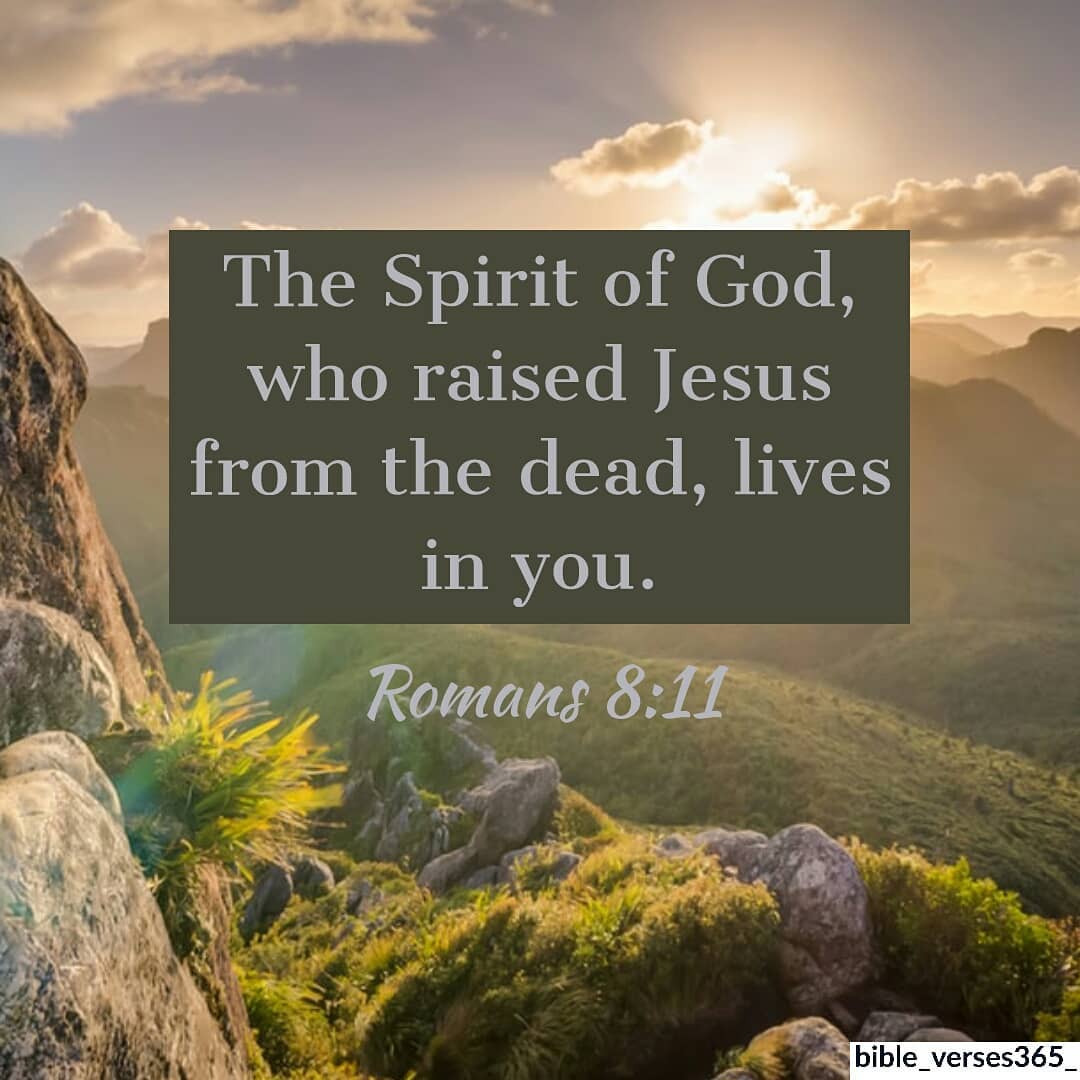 The Spirit of God,
who raised Jesus
from the dead, lives
in you.
Romans 8:11
bible_verses365_